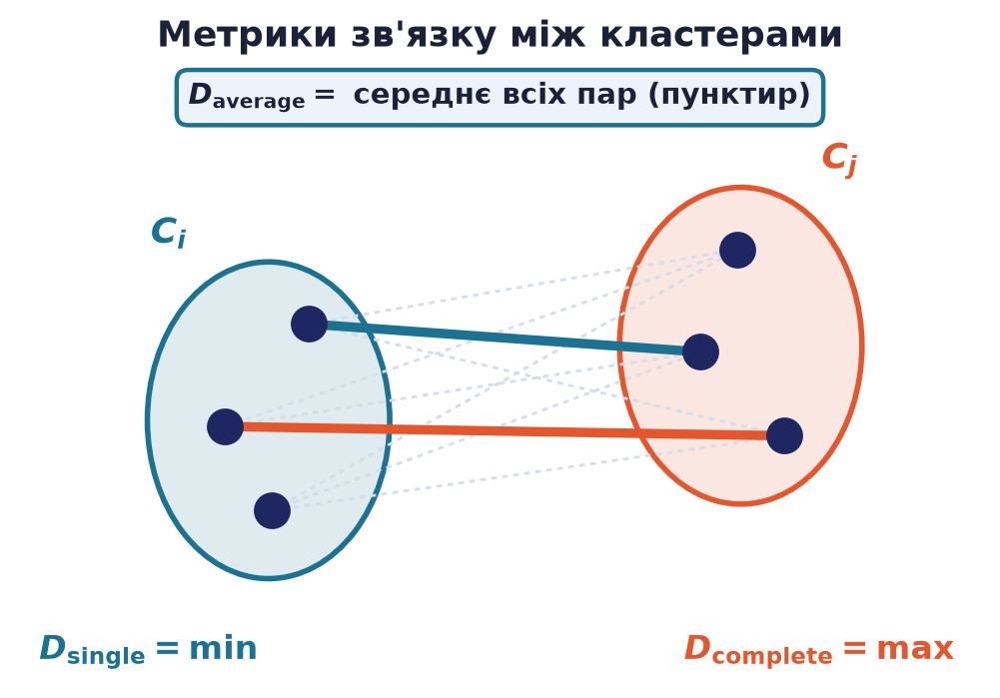 Метрики зв'язку між кластерами
D_average = середнє всіх пар (пунктир)
C_j
C_i
D_single = min
D_complete = max